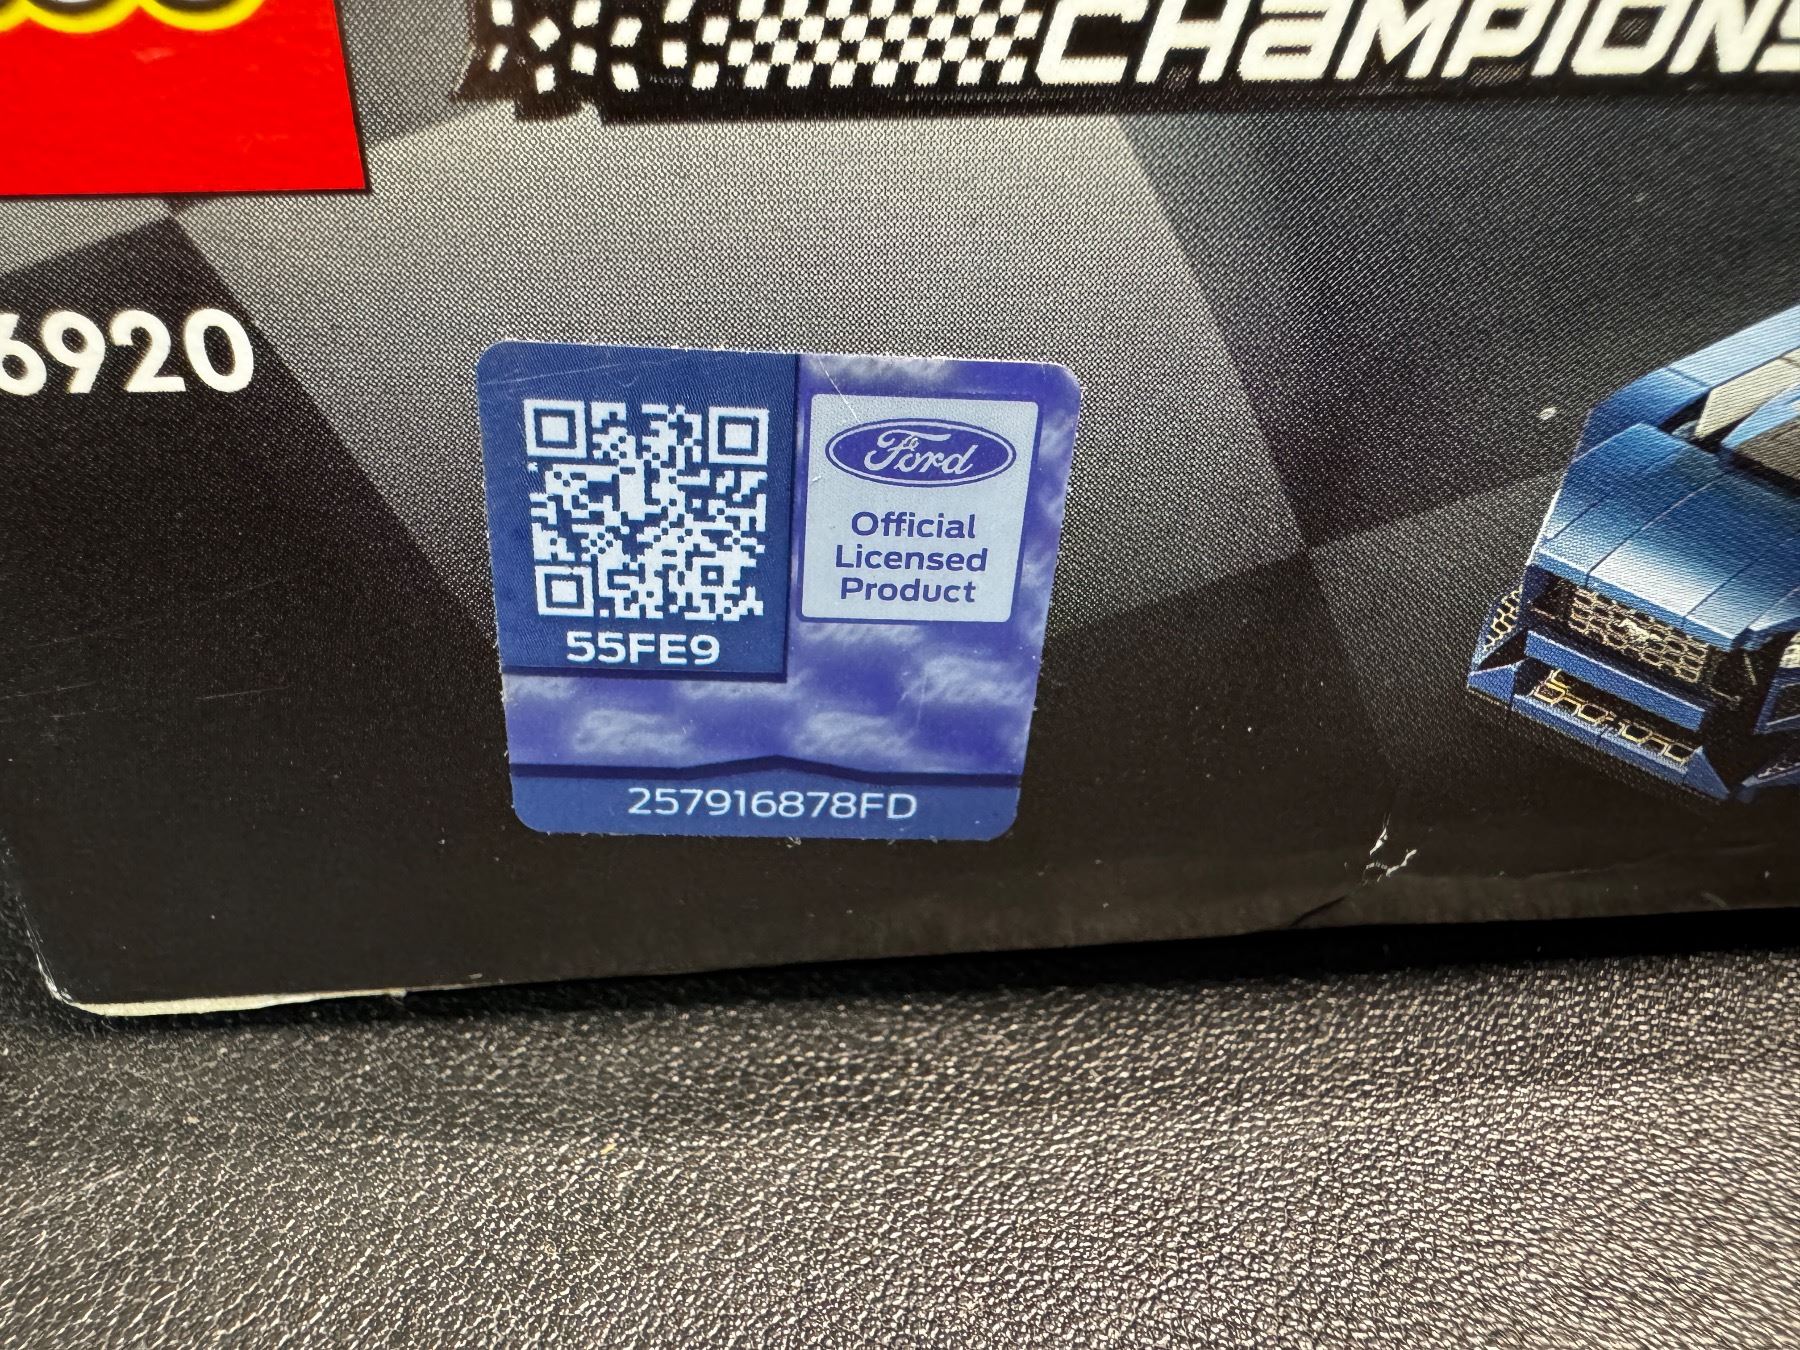 CHAMPIONS
6920
Ford
Official
Licensed
Product
55FE9
257916878FD